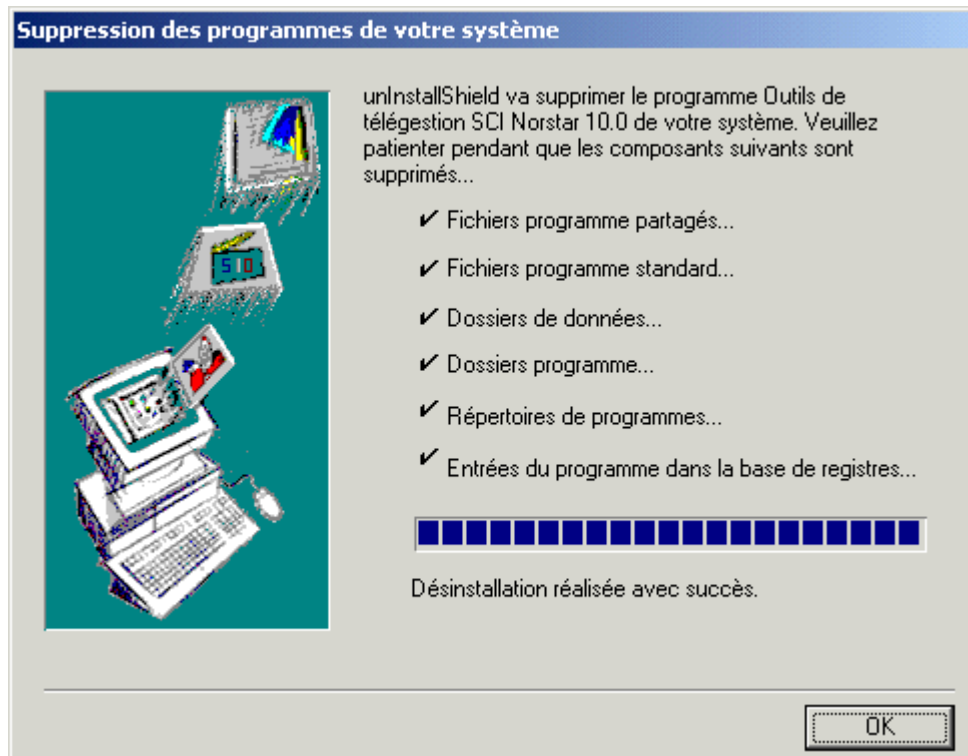 Suppression des programmes de votre système
unInstallShield va supprimer le programme Outils de
télégestion SCI Norstar 10.0 de votre système. Veuillez
patienter pendant que les composants suivants sont
supprimés...
✔ Fichiers programme partagés...
✔ Fichiers programme standard...
✔ Dossiers de données...
✔ Dossiers programme...
✔ Répertoires de programmes...
✔ Entrées du programme dans la base de registres...
Désinstallation réalisée avec succès.
OK